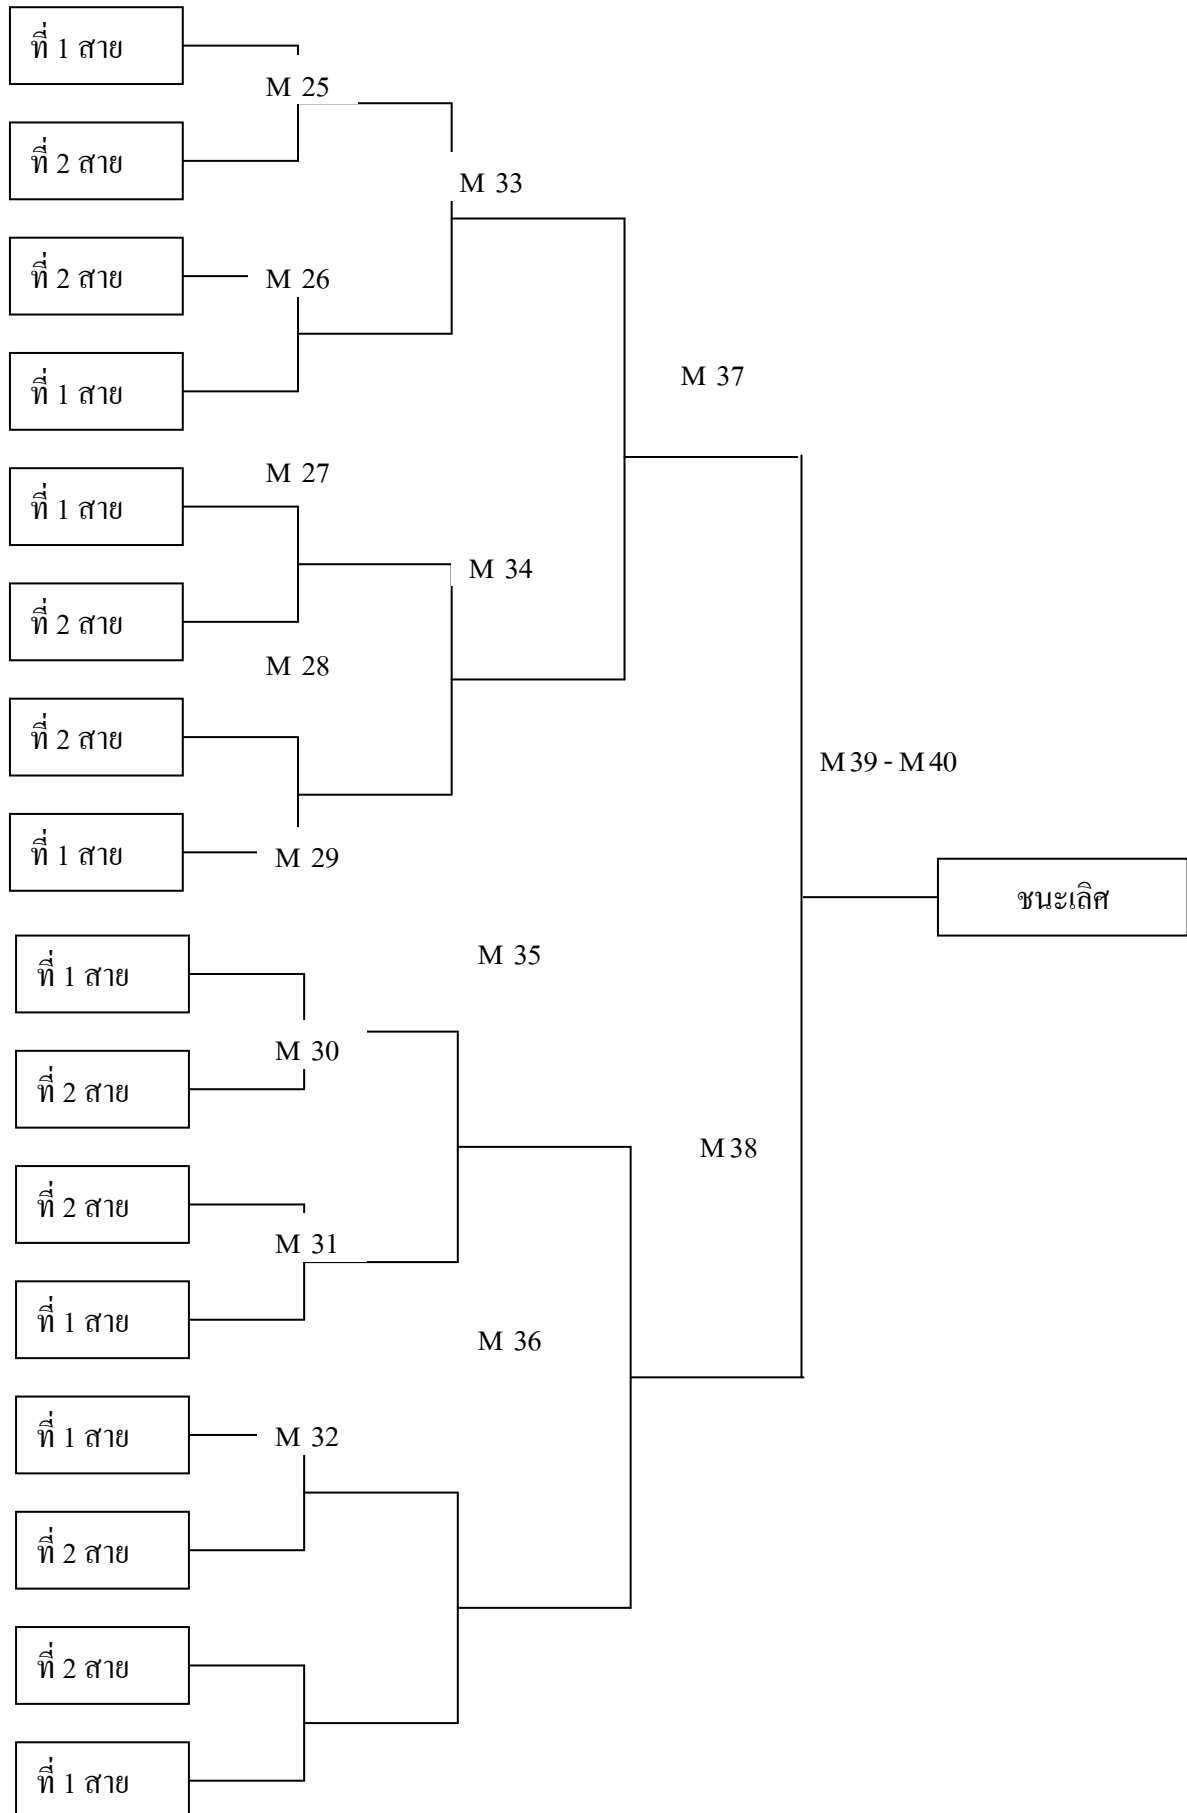 ที่ 1 สาย
M 25
ที่ 2 สาย
M 33
ที่ 2 สาย
M 26
ที่ 1 สาย
M 37
M 27
ที่ 1 สาย
M 34
ที่ 2 สาย
M 28
ที่ 2 สาย
M 39 - M 40
ที่ 1 สาย
M 29
ชนะเลิศ
M 35
ที่ 1 สาย
M 30
ที่ 2 สาย
M 38
ที่ 2 สาย
M 31
ที่ 1 สาย
M 36
ที่ 1 สาย
M 32
ที่ 2 สาย
ที่ 2 สาย
ที่ 1 สาย